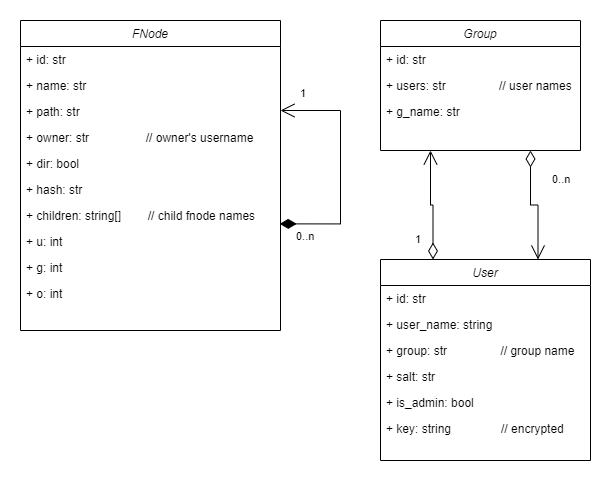 FNode
+ id: str
+ name: str
+ path: str
+ owner: str // owner's username
+ dir: bool
+ hash: str
+ children: string[] // child fnode names
+ u: int
+ g: int
+ o: int
1
0..n
Group
+ id: str
+ users: str // user names
+ g_name: str
0..n
1
User
+ id: str
+ user_name: string
+ group: str // group name
+ salt: str
+ is_admin: bool
+ key: string // encrypted